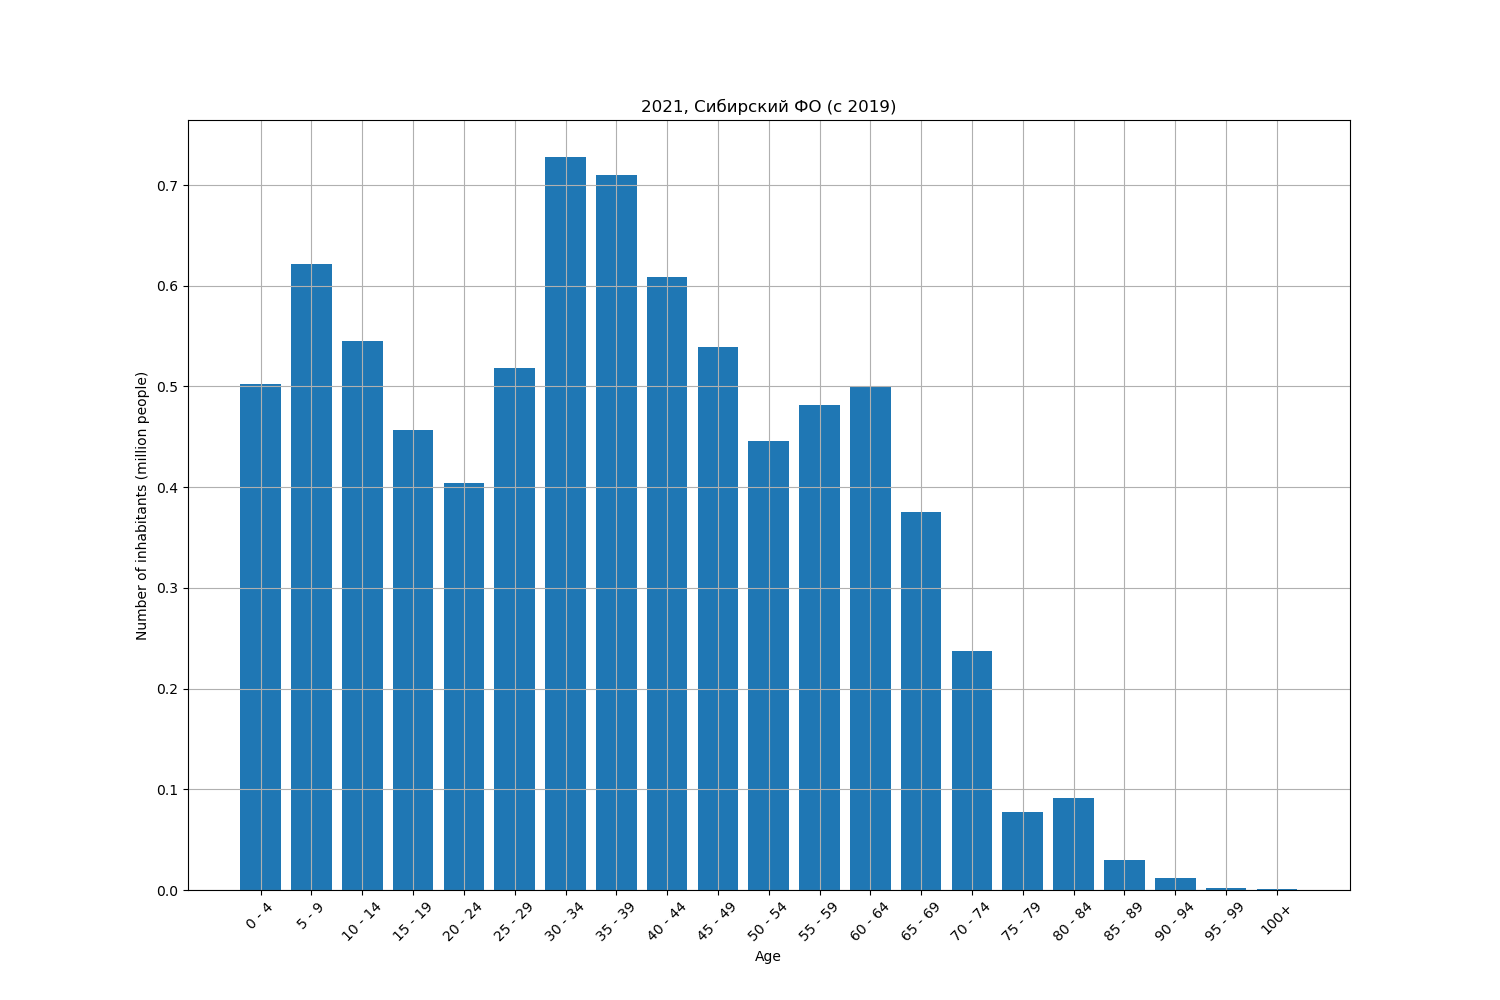 2021, Сибирский ФО (с 2019)
Number of inhabitants (million people)
0.7
0.6
0.5
0.4
0.3
0.2
0.1
0.0
0 - 4
5 - 9
10 - 14
15 - 19
20 - 24
25 - 29
30 - 34
35 - 39
40 - 44
45 - 49
50 - 54
55 - 59
60 - 64
65 - 69
70 - 74
75 - 79
80 - 84
85 - 89
90 - 94
95 - 99
100+
Age